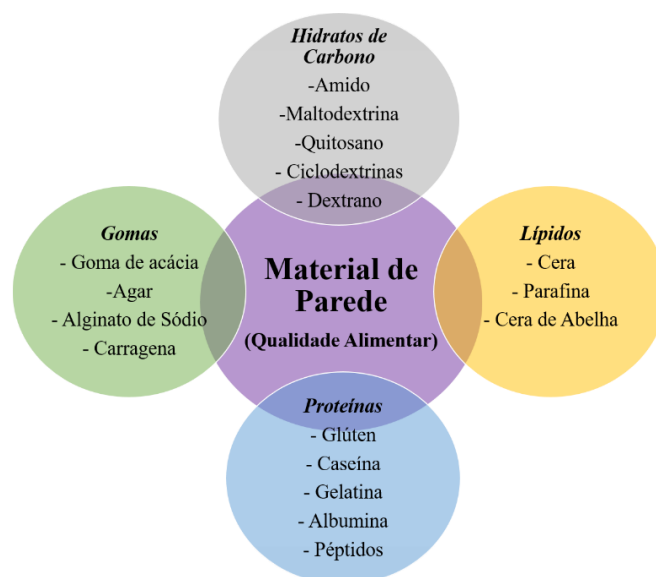 Hidratos de
Carbono
-Amido
-Maltodextrina
-Quitosano
- Ciclodextrinas
- Dextrano
Gomas
- Goma de acácia
-Agar
- Alginato de Sódio
- Carragena
Material de
Parede
(Qualidade Alimentar)
Lípidos
- Cera
- Parafina
- Cera de Abelha
Proteínas
- Glúten
- Caseína
- Gelatina
- Albumina
- Péptidos